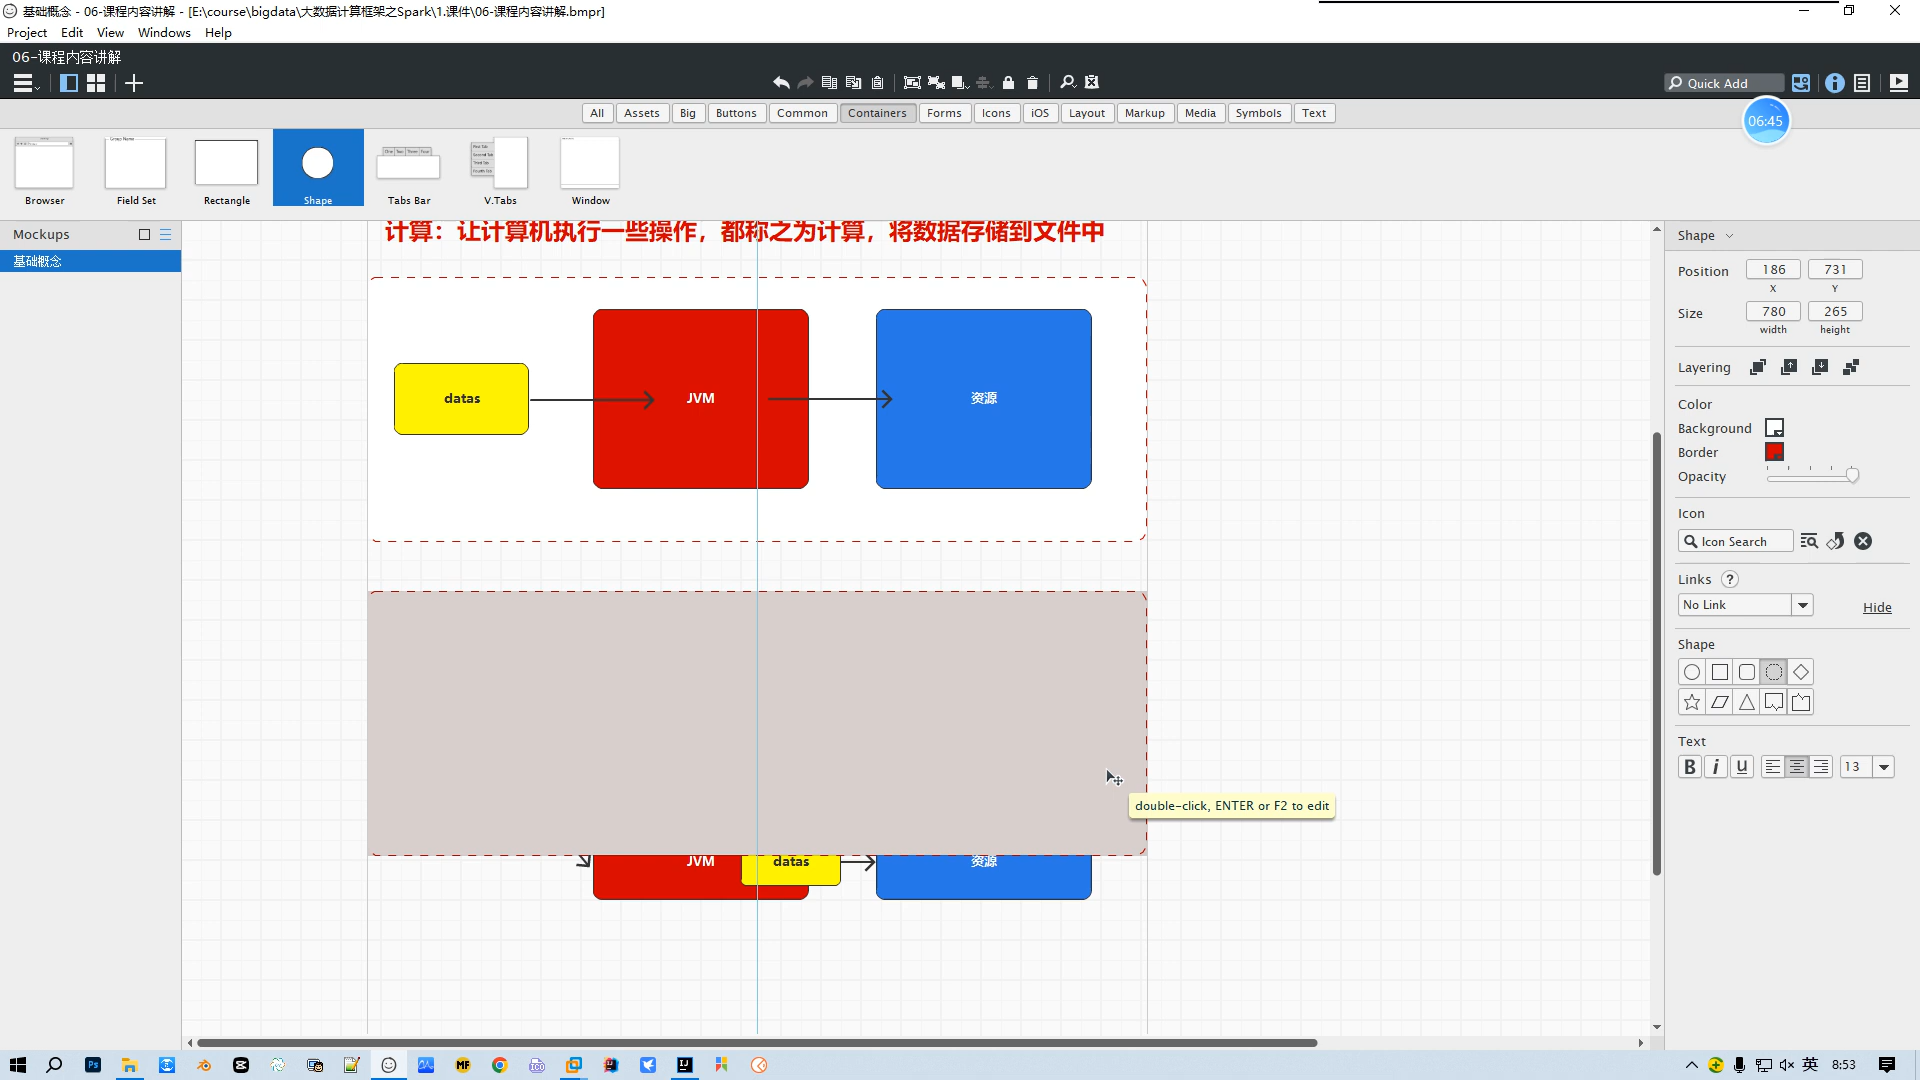 基础概念 - 06-课程内容讲解 - [E:\course\bigdata\大数据计算框架之Spark\1.课件\06-课程内容讲解.bmpr]
Project Edit View Windows Help
06-课程内容讲解
Quick Add
All Assets Big Buttons Common Containers Forms Icons iOS Layout Markup Media Symbols Text
06:45
Browser Field Set Rectangle Shape Tabs Bar V.Tabs Window
Mockups
基础概念
计算：让计算机执行一些操作，都称之为计算，将数据存储到文件中
datas
JVM
资源
JVM
datas
资源
double-click, ENTER or F2 to edit
Shape
Position 186 731
X Y
Size 780 265
width height
Layering
Color
Background
Border
Opacity
Icon
Icon Search
Links ?
No Link Hide
Shape
Text
B i U 13
英 8:53